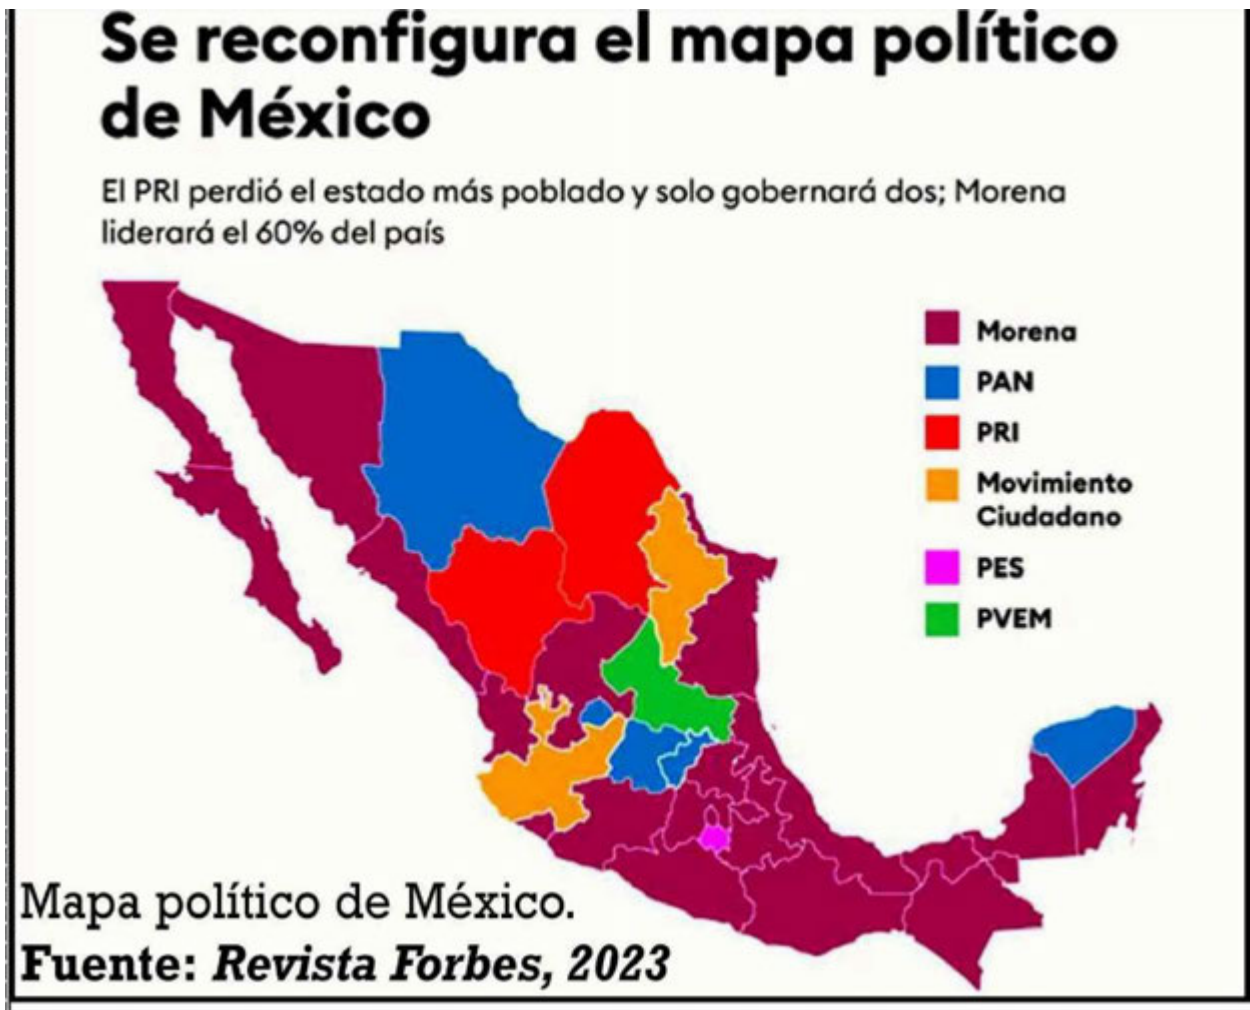 Se reconfigura el mapa político
de México
El PRI perdió el estado más poblado y solo gobernará dos; Morena
liderará el 60% del país
Morena
PAN
PRI
Movimiento
Ciudadano
PES
PVEM
Mapa político de México.
Fuente: Revista Forbes, 2023